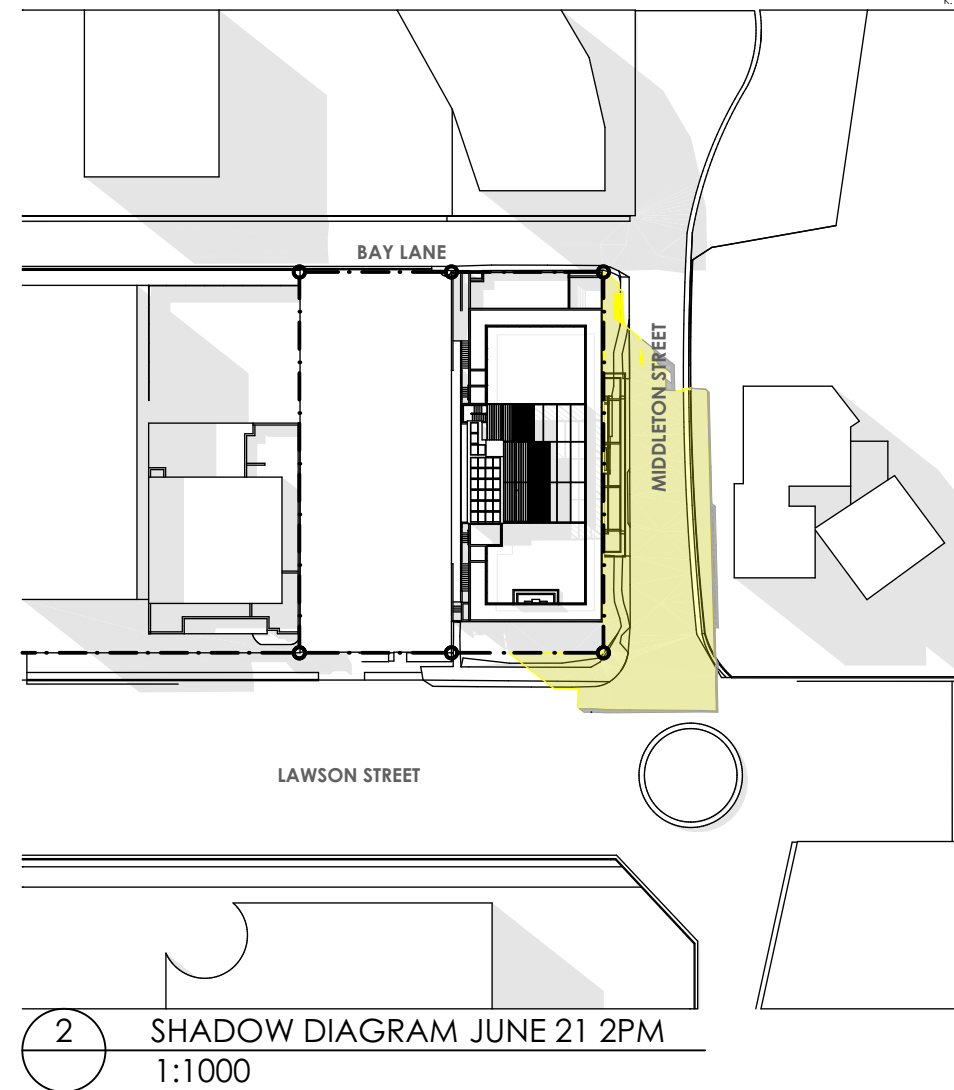 BAY LANE
MIDDLETON STREET
LAWSON STREET
2 SHADOW DIAGRAM JUNE 21 2PM
1:1000